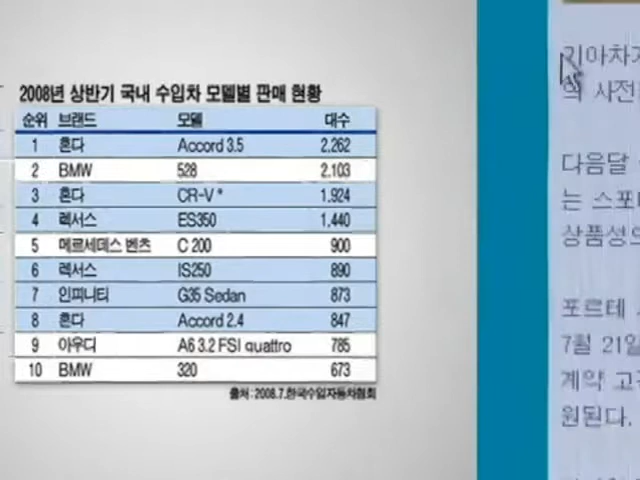 2008년 상반기 국내 수입차 모델별 판매 현황
순위 브랜드 모델 대수
1 혼다 Accord 3.5 2,262
2 BMW 528 2,103
3 혼다 CR-V * 1,924
4 렉서스 ES350 1,440
5 메르세데스 벤츠 C 200 900
6 렉서스 IS250 890
7 인피니티 G35 Sedan 873
8 혼다 Accord 2.4 847
9 아우디 A6 3.2 FSI quattro 785
10 BMW 320 673
출처 : 2008.7.한국수입자동차협회
기아차가
사전
다음달
는 스포
상품성의
포르테
7월 21일
계약 고객
원된다.